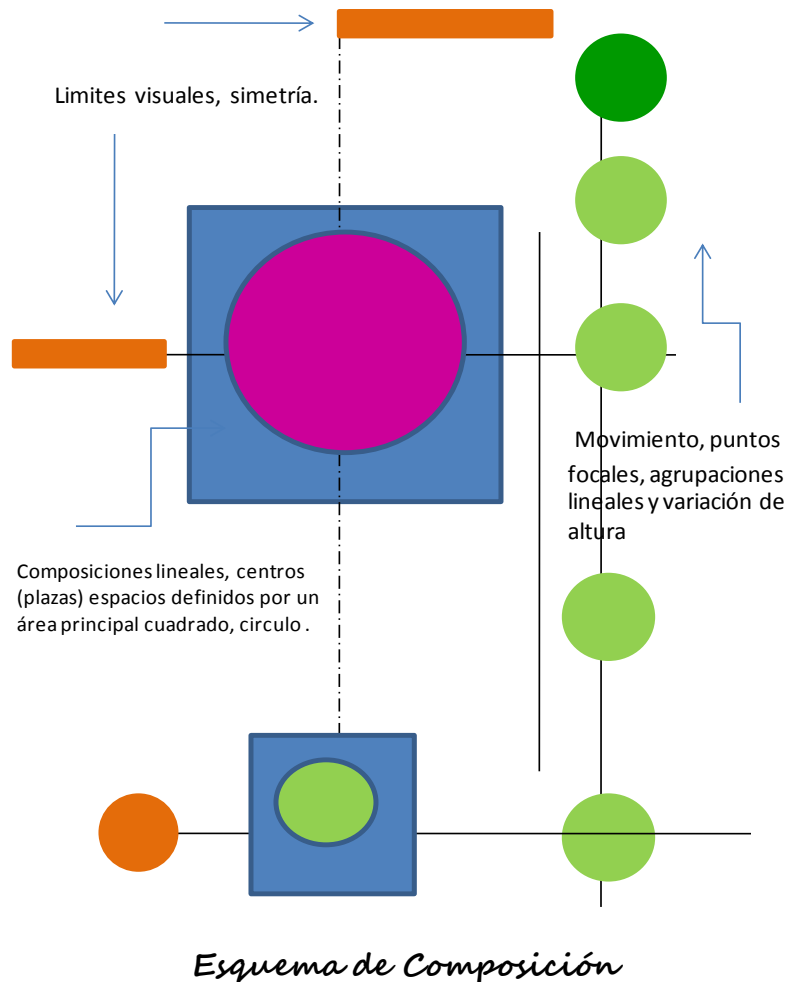 Limites visuales, simetría.
Movimiento, puntos
focales, agrupaciones
lineales y variación de
altura
Composiciones lineales, centros
(plazas) espacios definidos por un
área principal cuadrado, circulo .
Esquema de Composición